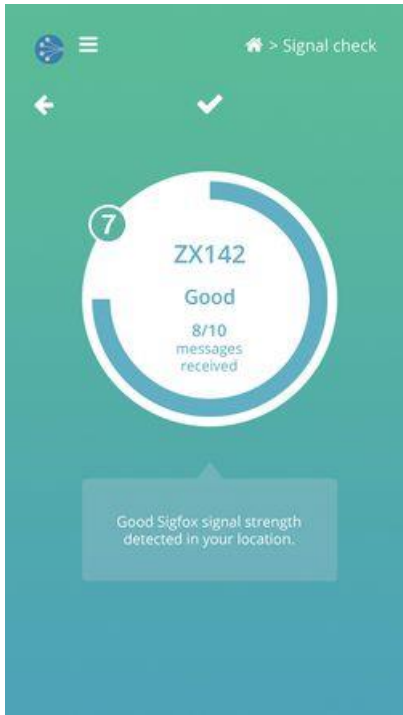 > Signal check
7
ZX142
Good
8/10
messages
received
Good Sigfox signal strength
detected in your location.